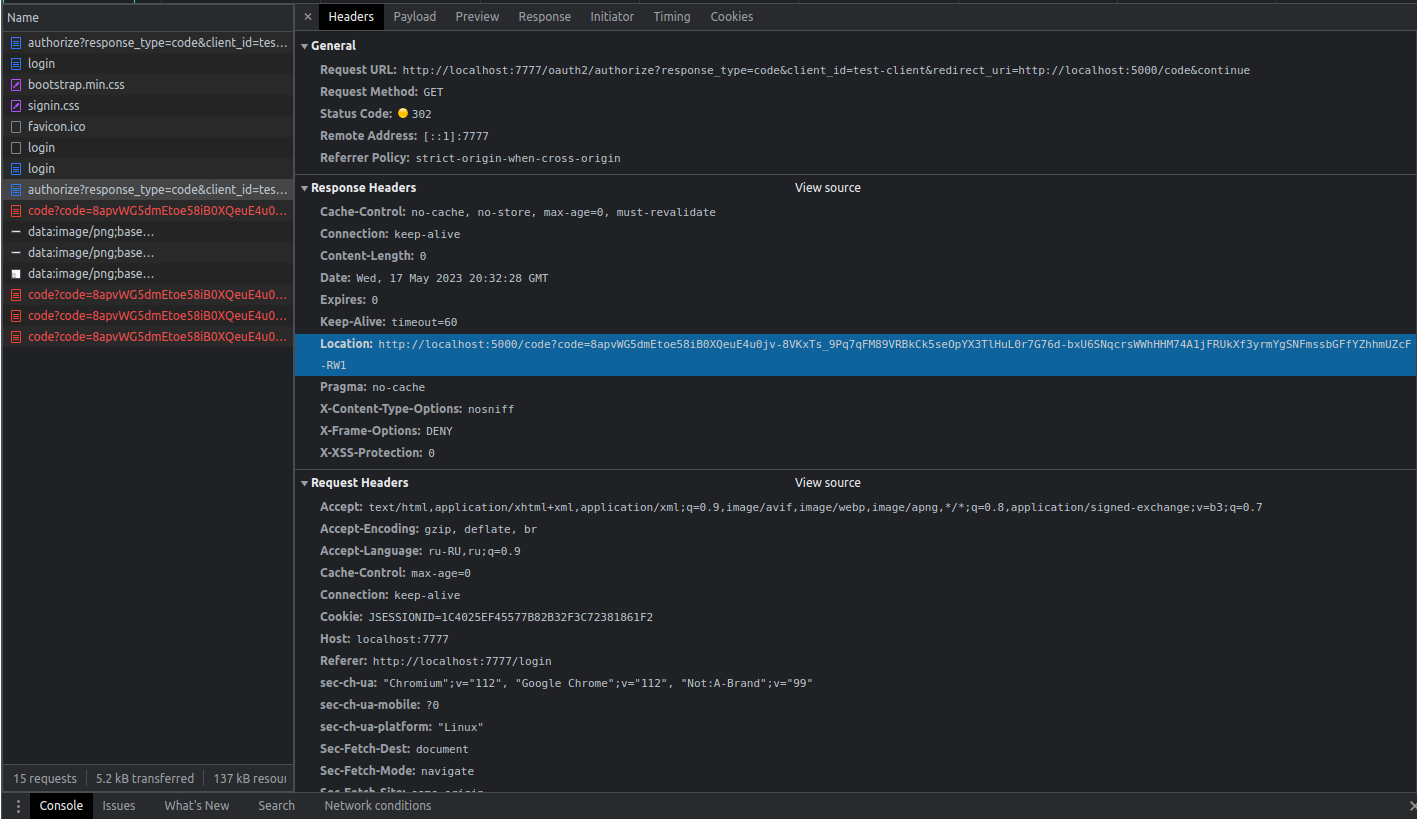 Name
authorize?response_type=code&client_id=tes...
login
bootstrap.min.css
signin.css
favicon.ico
login
login
authorize?response_type=code&client_id=tes...
code?code=8apvWG5dmEtoe58iB0XQeuE4u0...
data:image/png;base...
data:image/png;base...
data:image/png;base...
code?code=8apvWG5dmEtoe58iB0XQeuE4u0...
code?code=8apvWG5dmEtoe58iB0XQeuE4u0...
code?code=8apvWG5dmEtoe58iB0XQeuE4u0...
15 requests 5.2 kB transferred 137 kB resour
Headers Payload Preview Response Initiator Timing Cookies
General
Request URL: http://localhost:7777/oauth2/authorize?response_type=code&client_id=test-client&redirect_uri=http://localhost:5000/code&continue
Request Method: GET
Status Code: 302
Remote Address: [::1]:7777
Referrer Policy: strict-origin-when-cross-origin
Response Headers View source
Cache-Control: no-cache, no-store, max-age=0, must-revalidate
Connection: keep-alive
Content-Length: 0
Date: Wed, 17 May 2023 20:32:28 GMT
Expires: 0
Keep-Alive: timeout=60
Location: http://localhost:5000/code?code=8apvWG5dmEtoe58iB0XQeuE4u0jv-8VKxTs_9Pq7qFM89VRBkCk5seOpYX3TlHuL0r7G76d-bxU6SNqcrsWWhHHM74A1jFRUkXf3yrmYgSNFmssbGFfYZhhmUZcF
-RW1
Pragma: no-cache
X-Content-Type-Options: nosniff
X-Frame-Options: DENY
X-XSS-Protection: 0
Request Headers View source
Accept: text/html,application/xhtml+xml,application/xml;q=0.9,image/avif,image/webp,image/apng,*/*;q=0.8,application/signed-exchange;v=b3;q=0.7
Accept-Encoding: gzip, deflate, br
Accept-Language: ru-RU,ru;q=0.9
Cache-Control: max-age=0
Connection: keep-alive
Cookie: JSESSIONID=1C4025EF45577B82B32F3C72381861F2
Host: localhost:7777
Referer: http://localhost:7777/login
sec-ch-ua: "Chromium";v="112", "Google Chrome";v="112", "Not:A-Brand";v="99"
sec-ch-ua-mobile: ?0
sec-ch-ua-platform: "Linux"
Sec-Fetch-Dest: document
Sec-Fetch-Mode: navigate
Sec-Fetch-Site: same-origin
Console Issues What's New Search Network conditions